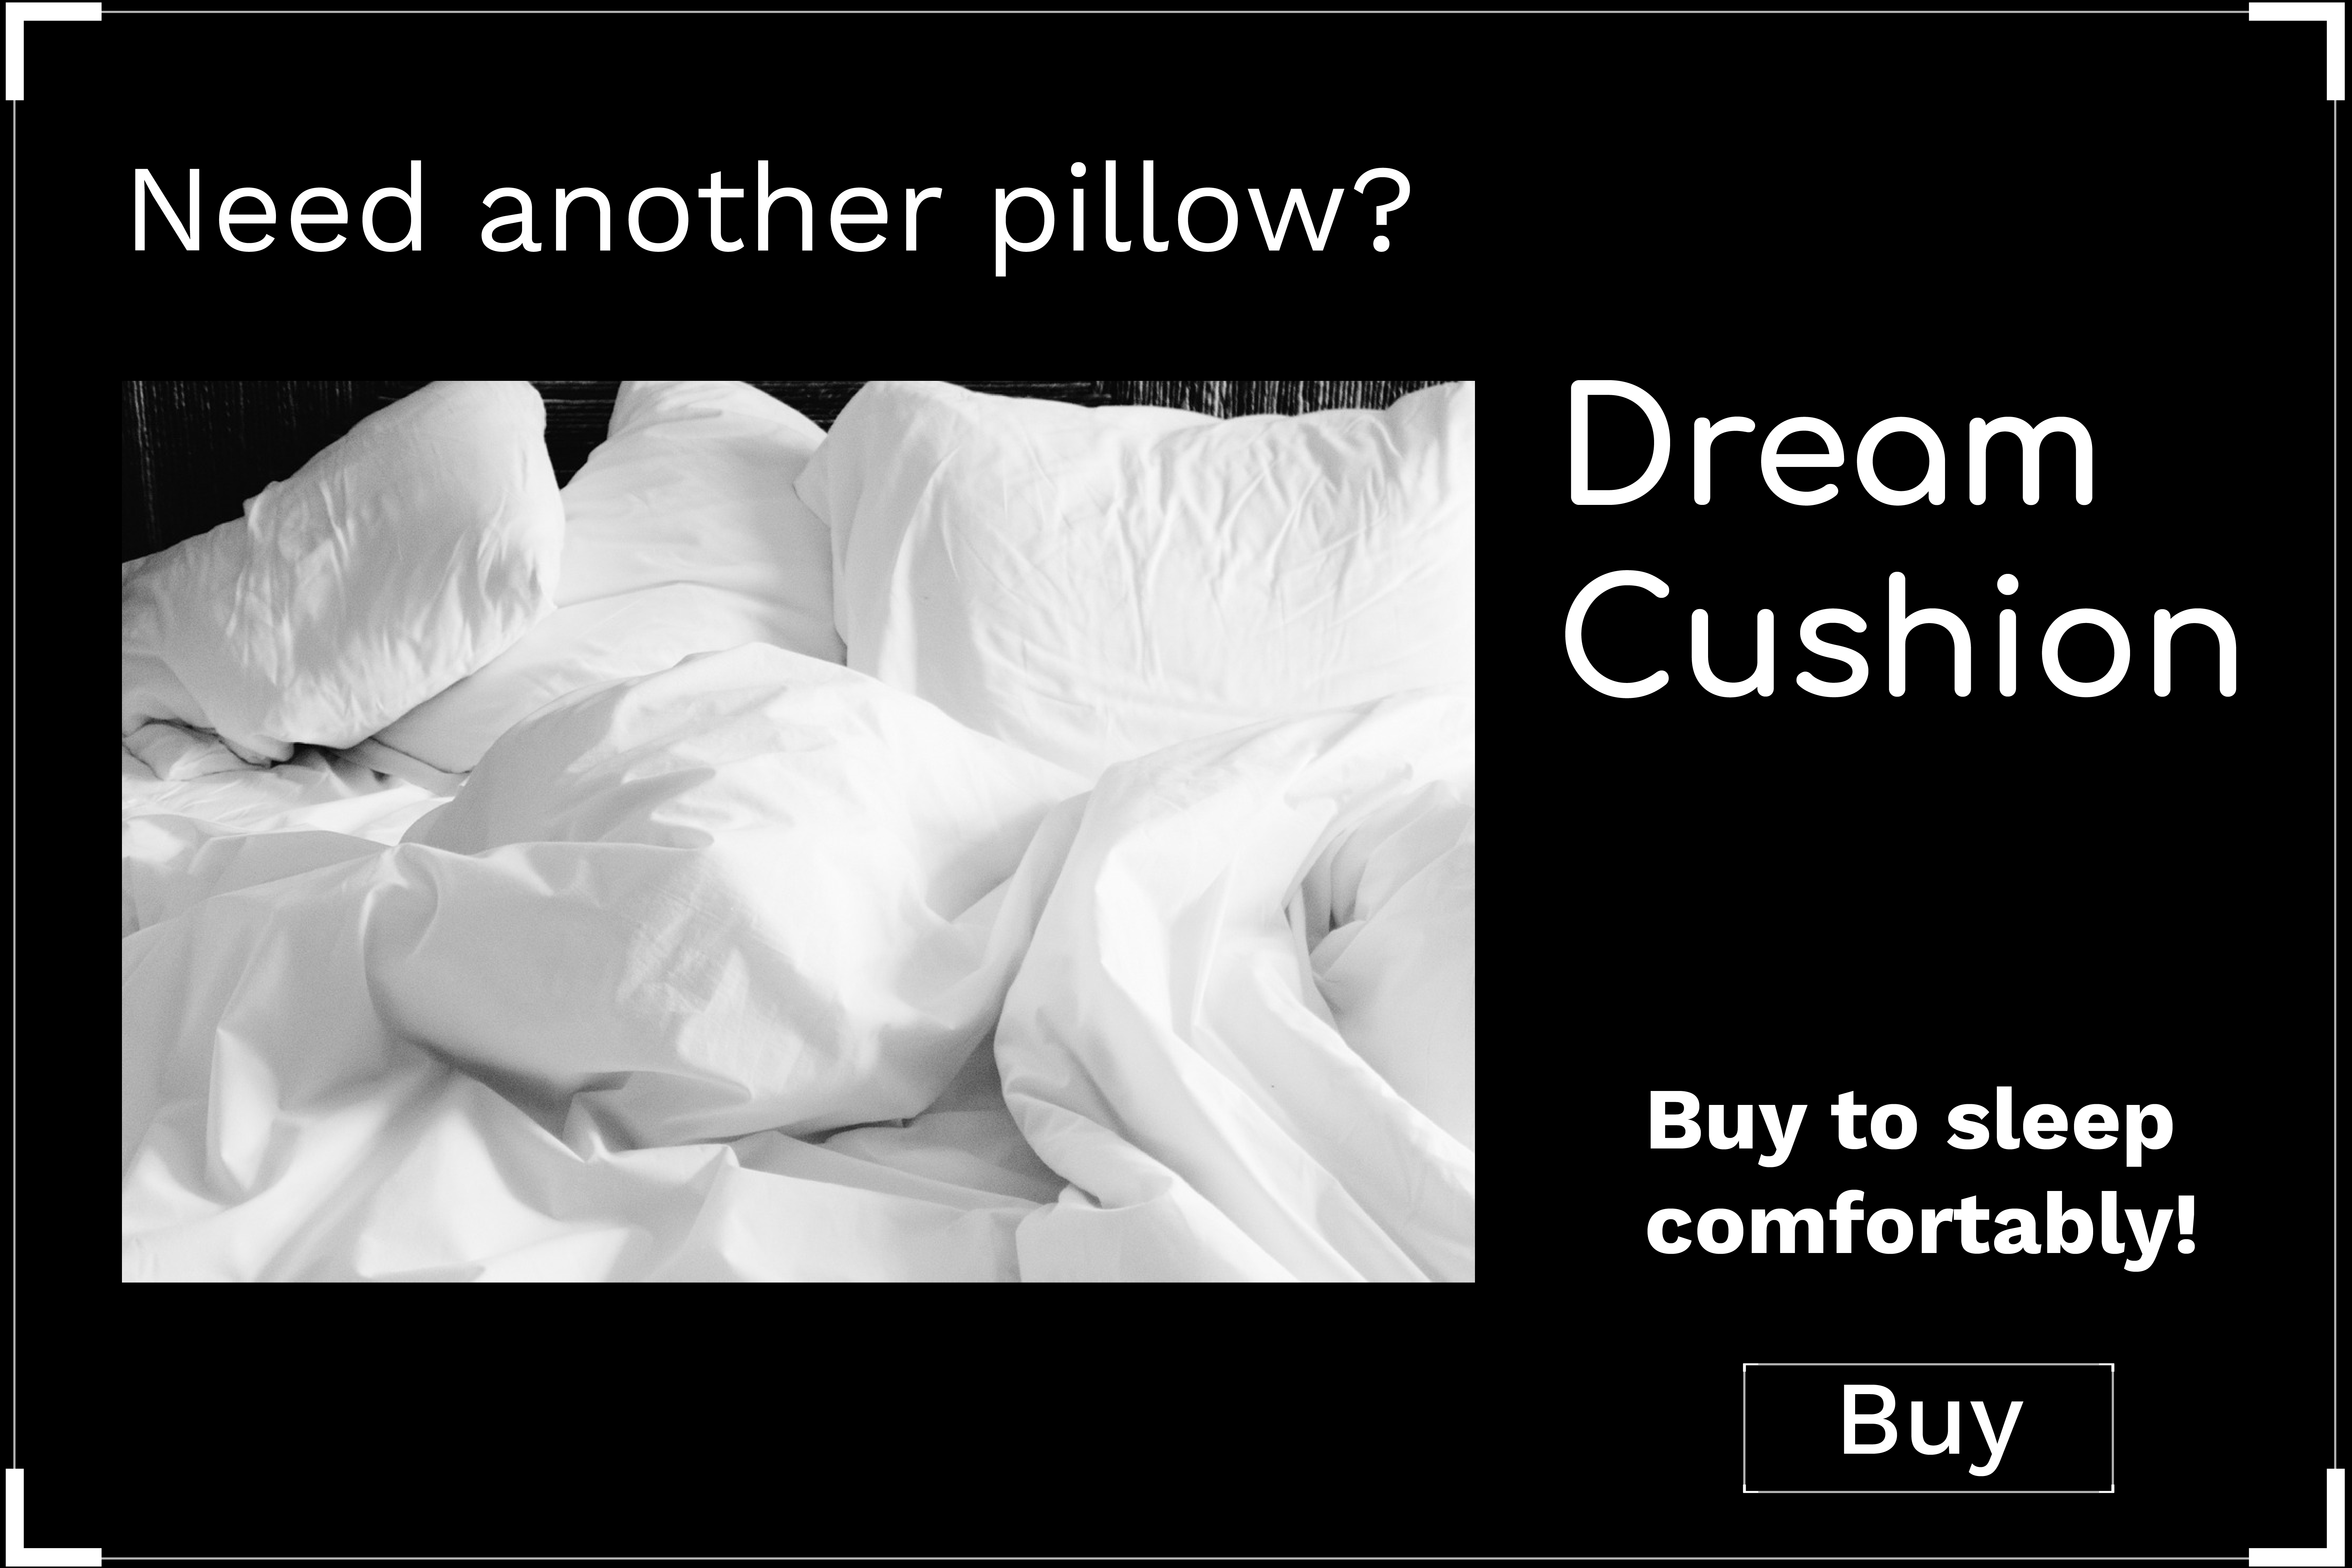 Need another pillow?
Dream
Cushion
Buy to sleep
comfortably!
Buy